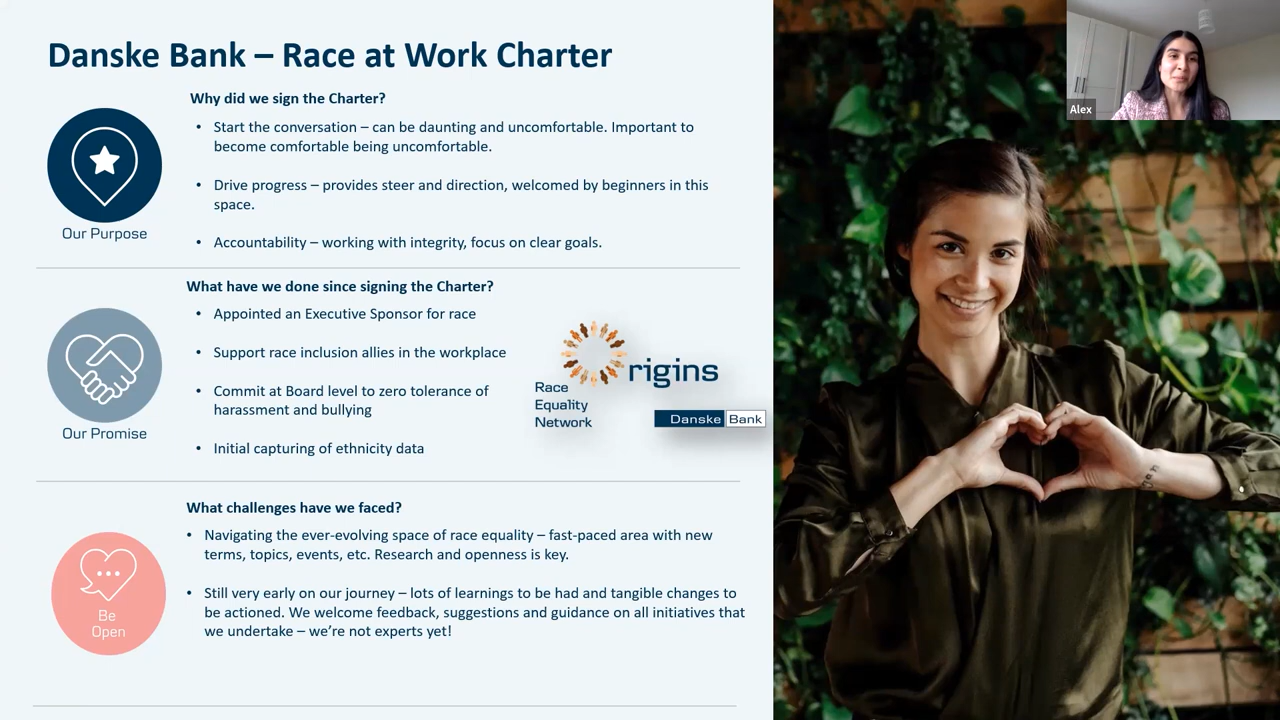 Danske Bank – Race at Work Charter
Alex
Why did we sign the Charter?
• Start the conversation – can be daunting and uncomfortable. Important to
become comfortable being uncomfortable.
• Drive progress – provides steer and direction, welcomed by beginners in this
space.
• Accountability – working with integrity, focus on clear goals.
Our Purpose
What have we done since signing the Charter?
• Appointed an Executive Sponsor for race
• Support race inclusion allies in the workplace
• Commit at Board level to zero tolerance of
harassment and bullying
• Initial capturing of ethnicity data
Our Promise
rigins
Race
Equality
Network
Danske Bank
What challenges have we faced?
• Navigating the ever-evolving space of race equality – fast-paced area with new
terms, topics, events, etc. Research and openness is key.
• Still very early on our journey – lots of learnings to be had and tangible changes to
be actioned. We welcome feedback, suggestions and guidance on all initiatives that
we undertake – we're not experts yet!
Be
Open